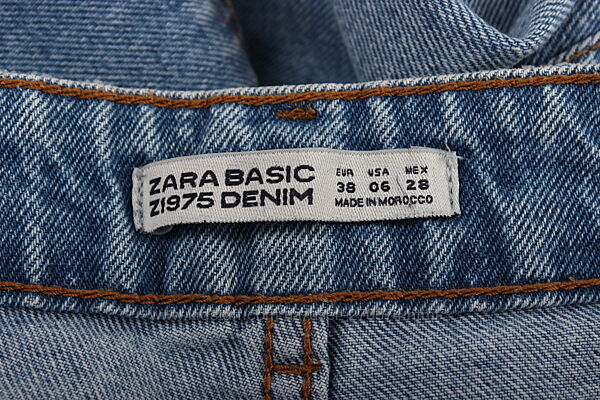 ZARA BASIC
Z1975 DENIM
EUR USA MEX
38 06 28
MADE IN MOROCCO